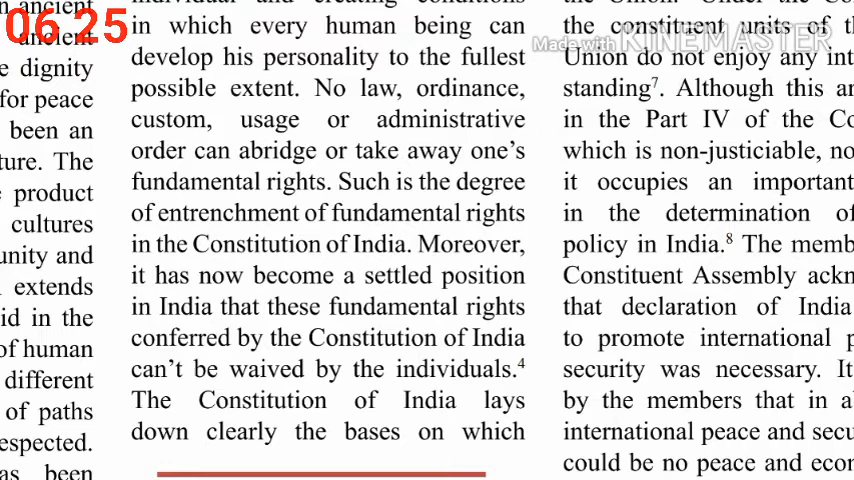 06.25
Made with KINEMASTER
n ancient
ancient
e dignity
for peace
been an
ture. The
product
cultures
unity and
extends
id in the
of human
different
of paths
espected.
as been
in which every human being can
develop his personality to the fullest
possible extent. No law, ordinance,
custom, usage or administrative
order can abridge or take away one's
fundamental rights. Such is the degree
of entrenchment of fundamental rights
in the Constitution of India. Moreover,
it has now become a settled position
in India that these fundamental rights
conferred by the Constitution of India
can't be waived by the individuals.⁴
The Constitution of India lays
down clearly the bases on which
the constituent units of th
Union do not enjoy any int
standing⁷. Although this ar
in the Part IV of the Co
which is non-justiciable, no
it occupies an important
in the determination of
policy in India.⁸ The memb
Constituent Assembly ackn
that declaration of India
to promote international p
security was necessary. It
by the members that in a
international peace and secu
could be no peace and econ